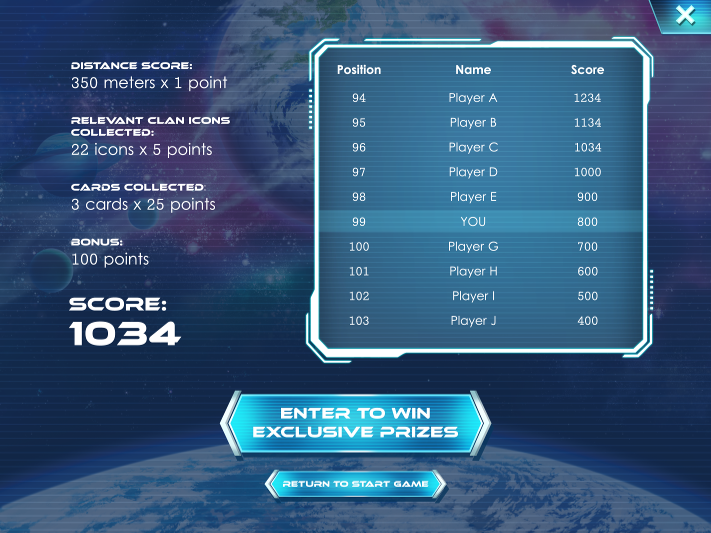 DISTANCE SCORE:
350 meters x 1 point
RELEVANT CLAN ICONS
COLLECTED:
22 icons x 5 points
CARDS COLLECTED:
3 cards x 25 points
BONUS:
100 points
SCORE:
1034
Position Name Score
94 Player A 1234
95 Player B 1134
96 Player C 1034
97 Player D 1000
98 Player E 900
99 YOU 800
100 Player G 700
101 Player H 600
102 Player I 500
103 Player J 400
ENTER TO WIN
EXCLUSIVE PRIZES
RETURN TO START GAME